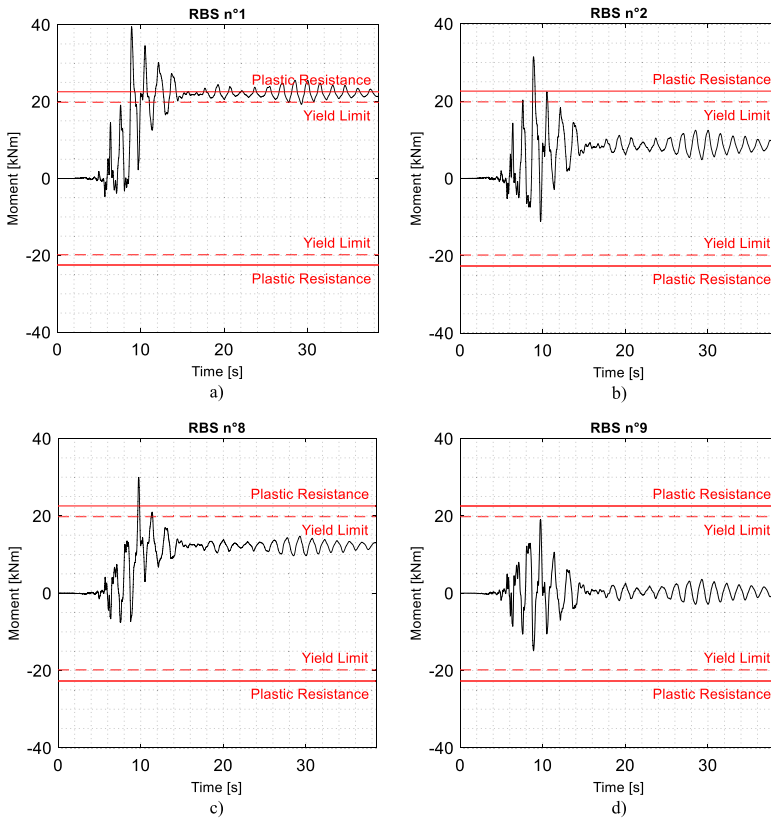 RBS n°1
40
20
0
-20
-40
Moment [kNm]
Plastic Resistance
Yield Limit
Yield Limit
Plastic Resistance
0 10 20 30
Time [s]
a)
RBS n°2
40
20
0
-20
-40
Moment [kNm]
Plastic Resistance
Yield Limit
Yield Limit
Plastic Resistance
0 10 20 30
Time [s]
b)
RBS n°8
40
20
0
-20
-40
Moment [kNm]
Plastic Resistance
Yield Limit
Yield Limit
Plastic Resistance
0 10 20 30
Time [s]
c)
RBS n°9
40
20
0
-20
-40
Moment [kNm]
Plastic Resistance
Yield Limit
Yield Limit
Plastic Resistance
0 10 20 30
Time [s]
d)